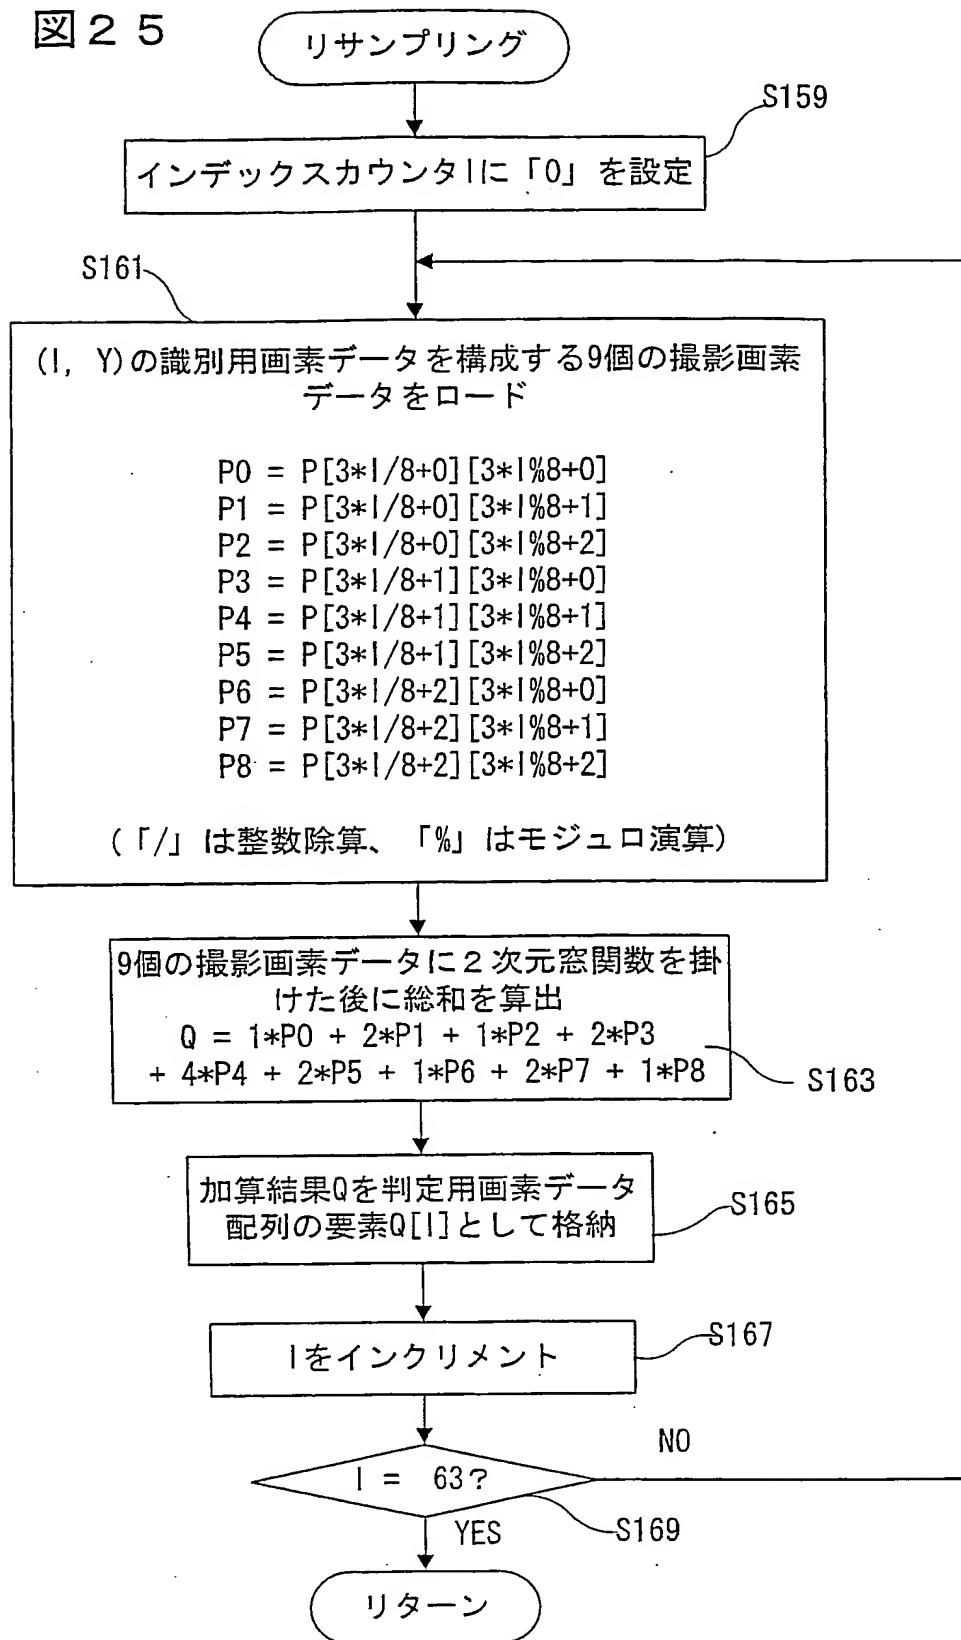 図２５
リサンプリング
S159
インデックスカウンタIに「0」を設定
S161
(I, Y)の識別用画素データを構成する9個の撮影画素
データをロード
P0 = P[3*I/8+0][3*I%8+0]
P1 = P[3*I/8+0][3*I%8+1]
P2 = P[3*I/8+0][3*I%8+2]
P3 = P[3*I/8+1][3*I%8+0]
P4 = P[3*I/8+1][3*I%8+1]
P5 = P[3*I/8+1][3*I%8+2]
P6 = P[3*I/8+2][3*I%8+0]
P7 = P[3*I/8+2][3*I%8+1]
P8 = P[3*I/8+2][3*I%8+2]
(「/」は整数除算、「%」はモジュロ演算)
9個の撮影画素データに２次元窓関数を掛
けた後に総和を算出
Q = 1*P0 + 2*P1 + 1*P2 + 2*P3
+ 4*P4 + 2*P5 + 1*P6 + 2*P7 + 1*P8
S163
加算結果Qを判定用画素データ
配列の要素Q[I]として格納
S165
Iをインクリメント
S167
I = 63?
NO
S169
YES
リターン